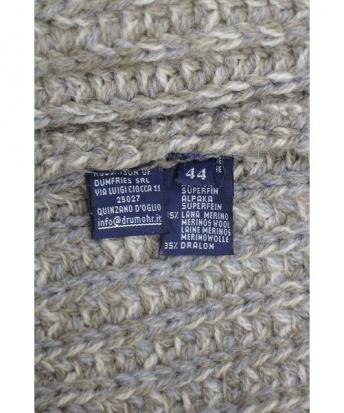 DUMFRIES SRL
VIA LUIGI CIOCCA 11
25027
QUINZANO D'OGLIO
info@drumohr.it
44
SUPERFIN
ALPAKA
SUPERFEIN
LANA MERINO
MERINOS WOOL
LAINE MERINOS
MERINOWOLLE
35% DRALON